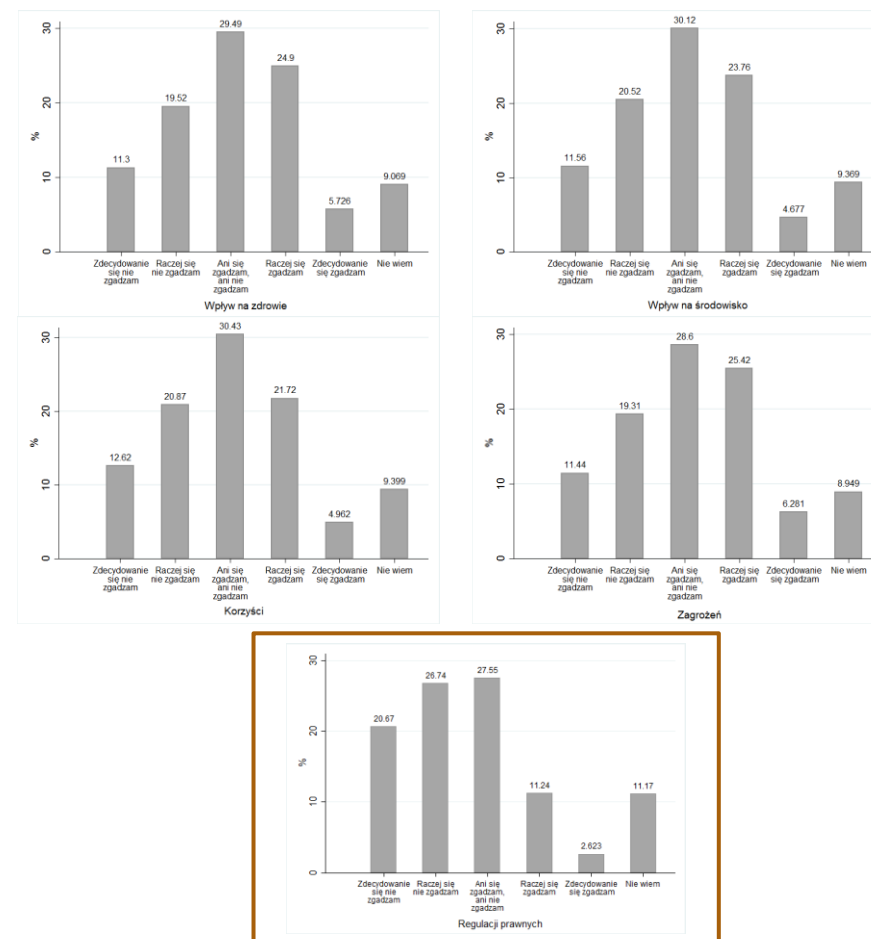 30
20
10
0
%
11.3
19.52
29.49
24.9
5.726
9.069
Zdecydowanie
się nie
zgadzam
Raczej się
nie zgadzam
Ani się
zgadzam,
ani nie
zgadzam
Raczej się
zgadzam
Zdecydowanie
się zgadzam
Nie wiem
Wpływ na zdrowie
30
20
10
0
%
11.56
20.52
30.12
23.76
4.677
9.369
Zdecydowanie
się nie
zgadzam
Raczej się
nie zgadzam
Ani się
zgadzam,
ani nie
zgadzam
Raczej się
zgadzam
Zdecydowanie
się zgadzam
Nie wiem
Wpływ na środowisko
30
20
10
0
%
12.62
20.87
30.43
21.72
4.962
9.399
Zdecydowanie
się nie
zgadzam
Raczej się
nie zgadzam
Ani się
zgadzam,
ani nie
zgadzam
Raczej się
zgadzam
Zdecydowanie
się zgadzam
Nie wiem
Korzyści
30
20
10
0
%
11.44
19.31
28.6
25.42
6.281
8.949
Zdecydowanie
się nie
zgadzam
Raczej się
nie zgadzam
Ani się
zgadzam,
ani nie
zgadzam
Raczej się
zgadzam
Zdecydowanie
się zgadzam
Nie wiem
Zagrożeń
30
20
10
0
%
20.67
26.74
27.55
11.24
2.623
11.17
Zdecydowanie
się nie
zgadzam
Raczej się
nie zgadzam
Ani się
zgadzam,
ani nie
zgadzam
Raczej się
zgadzam
Zdecydowanie
się zgadzam
Nie wiem
Regulacji prawnych